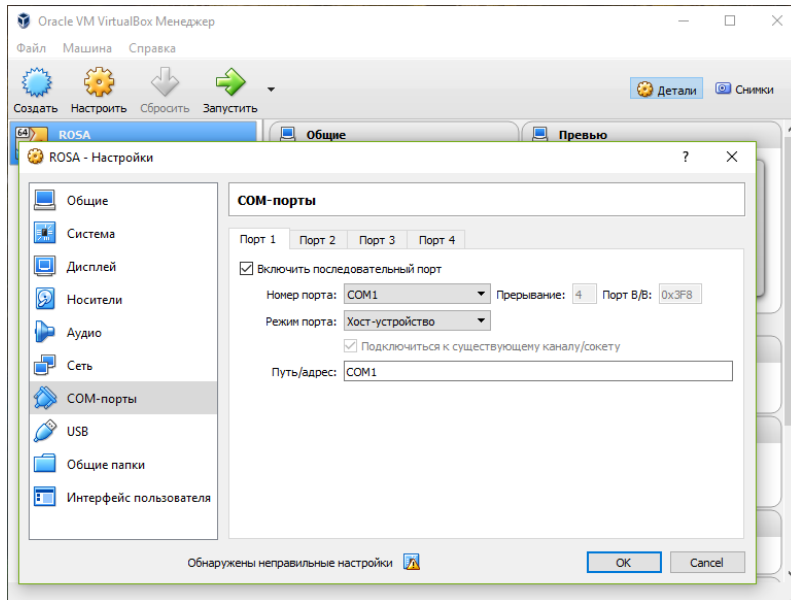 Oracle VM VirtualBox Менеджер
Файл Машина Справка
Создать Настроить Сбросить Запустить Детали Снимки
64 ROSA Общие Превью
ROSA - Настройки ?
Общие
Система
Дисплей
Носители
Аудио
Сеть
COM-порты
USB
Общие папки
Интерфейс пользователя
COM-порты
Порт 1 Порт 2 Порт 3 Порт 4
Включить последовательный порт
Номер порта: COM1 Прерывание: 4 Порт В/В: 0x3F8
Режим порта: Хост-устройство
Подключиться к существующему каналу/сокету
Путь/адрес: COM1
Обнаружены неправильные настройки OK Cancel